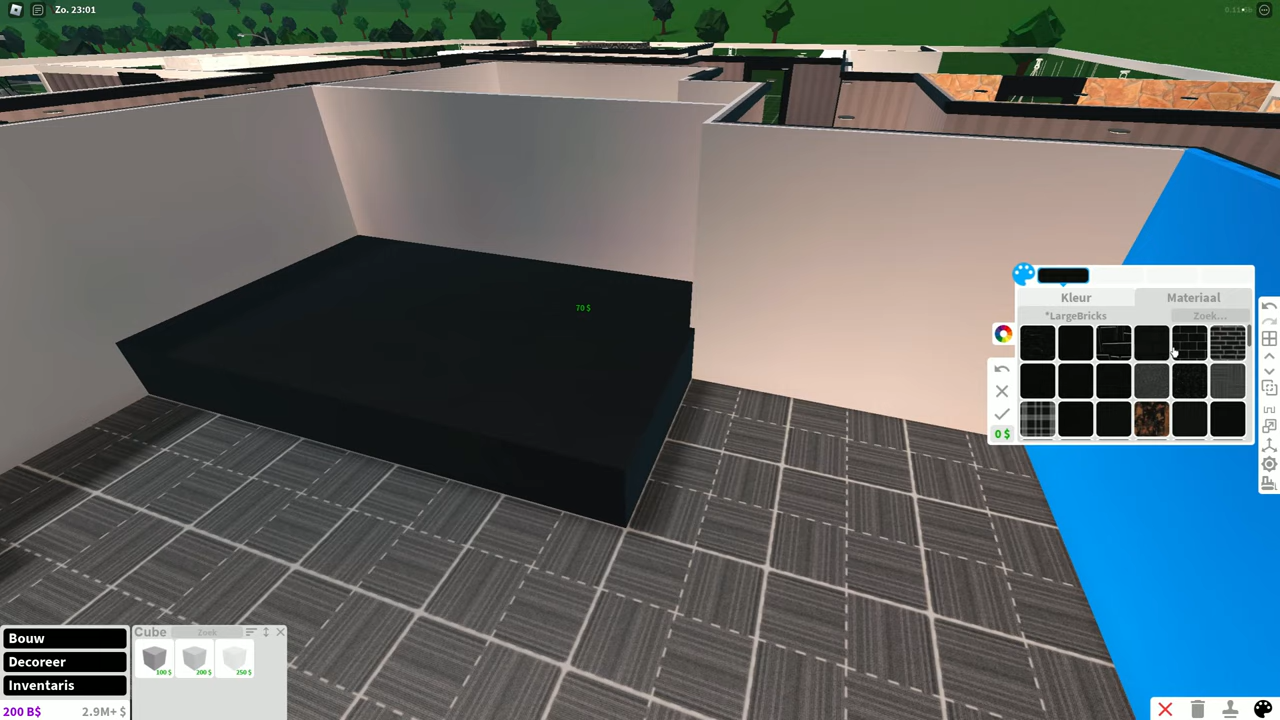 Zo. 23:01
70 $
Kleur
Materiaal
*LargeBricks
Zoek...
0 $
Bouw
Decoreer
Inventaris
200 B$
2.9M+ $
Cube
Zoek
100 $
200 $
250 $